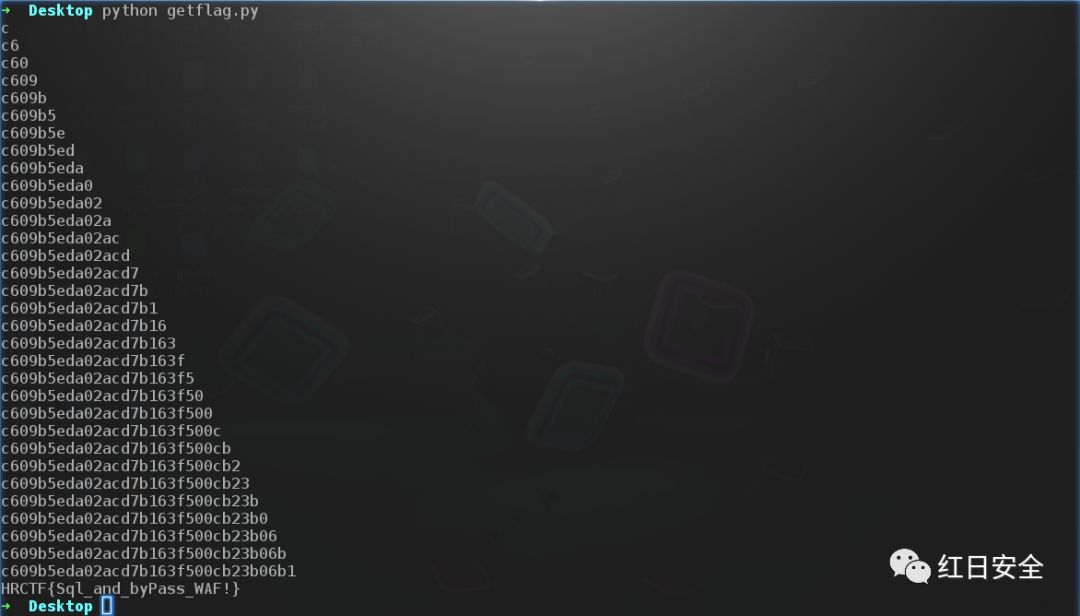 → Desktop python getflag.py
c
c6
c60
c609
c609b
c609b5
c609b5e
c609b5ed
c609b5eda
c609b5eda0
c609b5eda02
c609b5eda02a
c609b5eda02ac
c609b5eda02acd
c609b5eda02acd7
c609b5eda02acd7b
c609b5eda02acd7b1
c609b5eda02acd7b16
c609b5eda02acd7b163
c609b5eda02acd7b163f
c609b5eda02acd7b163f5
c609b5eda02acd7b163f50
c609b5eda02acd7b163f500
c609b5eda02acd7b163f500c
c609b5eda02acd7b163f500cb
c609b5eda02acd7b163f500cb2
c609b5eda02acd7b163f500cb23
c609b5eda02acd7b163f500cb23b
c609b5eda02acd7b163f500cb23b0
c609b5eda02acd7b163f500cb23b06
c609b5eda02acd7b163f500cb23b06b
c609b5eda02acd7b163f500cb23b06b1
HRCTF{Sql_and_byPass_WAF!}
→ Desktop
红日安全